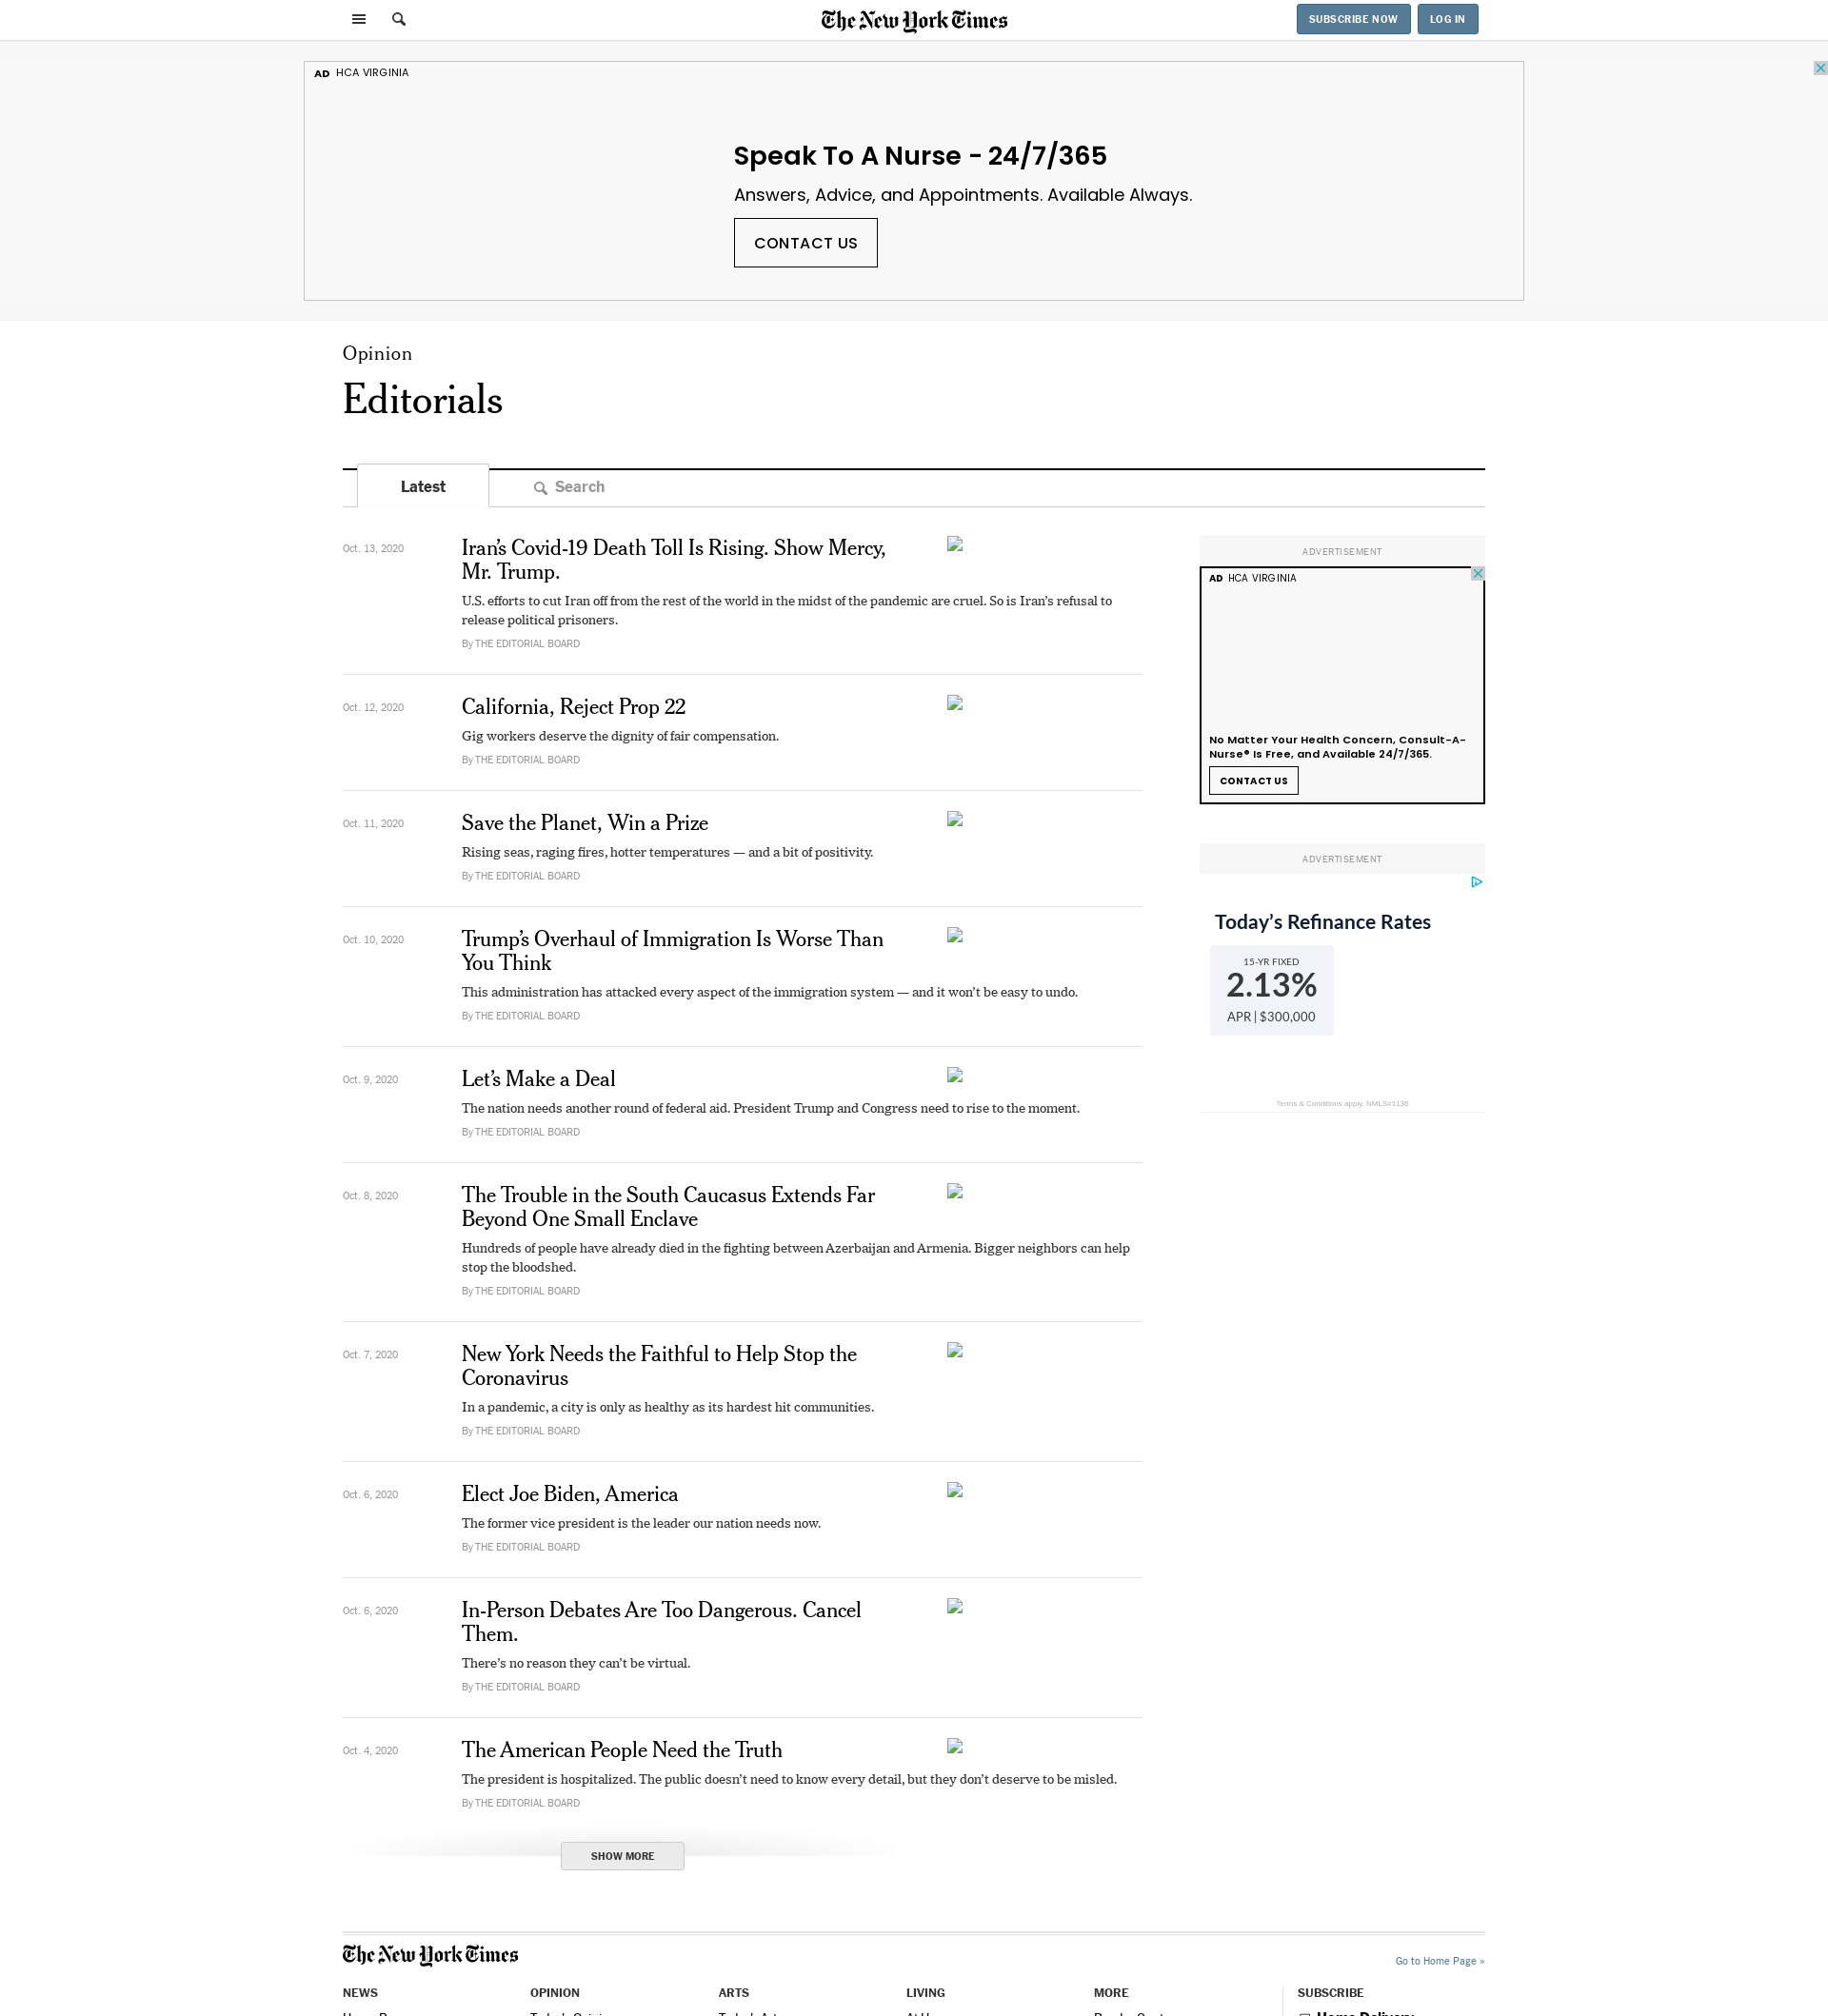 The New York Times
SUBSCRIBE NOW
LOG IN
AD HCA VIRGINIA
Speak To A Nurse - 24/7/365
Answers, Advice, and Appointments. Available Always.
CONTACT US
Opinion
Editorials
Latest
Search
Oct. 13, 2020
Iran’s Covid-19 Death Toll Is Rising. Show Mercy,
Mr. Trump.
U.S. efforts to cut Iran off from the rest of the world in the midst of the pandemic are cruel. So is Iran’s refusal to
release political prisoners.
By THE EDITORIAL BOARD
Oct. 12, 2020
California, Reject Prop 22
Gig workers deserve the dignity of fair compensation.
By THE EDITORIAL BOARD
Oct. 11, 2020
Save the Planet, Win a Prize
Rising seas, raging fires, hotter temperatures — and a bit of positivity.
By THE EDITORIAL BOARD
Oct. 10, 2020
Trump’s Overhaul of Immigration Is Worse Than
You Think
This administration has attacked every aspect of the immigration system — and it won’t be easy to undo.
By THE EDITORIAL BOARD
Oct. 9, 2020
Let’s Make a Deal
The nation needs another round of federal aid. President Trump and Congress need to rise to the moment.
By THE EDITORIAL BOARD
Oct. 8, 2020
The Trouble in the South Caucasus Extends Far
Beyond One Small Enclave
Hundreds of people have already died in the fighting between Azerbaijan and Armenia. Bigger neighbors can help
stop the bloodshed.
By THE EDITORIAL BOARD
Oct. 7, 2020
New York Needs the Faithful to Help Stop the
Coronavirus
In a pandemic, a city is only as healthy as its hardest hit communities.
By THE EDITORIAL BOARD
Oct. 6, 2020
Elect Joe Biden, America
The former vice president is the leader our nation needs now.
By THE EDITORIAL BOARD
Oct. 6, 2020
In-Person Debates Are Too Dangerous. Cancel
Them.
There’s no reason they can’t be virtual.
By THE EDITORIAL BOARD
Oct. 4, 2020
The American People Need the Truth
The president is hospitalized. The public doesn’t need to know every detail, but they don’t deserve to be misled.
By THE EDITORIAL BOARD
SHOW MORE
ADVERTISEMENT
AD HCA VIRGINIA
No Matter Your Health Concern, Consult-A-
Nurse® Is Free, and Available 24/7/365.
CONTACT US
ADVERTISEMENT
Today’s Refinance Rates
15-YR FIXED
2.13%
APR | $300,000
Terms & Conditions apply. NMLS#1136
The New York Times
Go to Home Page »
NEWS
OPINION
ARTS
LIVING
MORE
SUBSCRIBE
Home Delivery